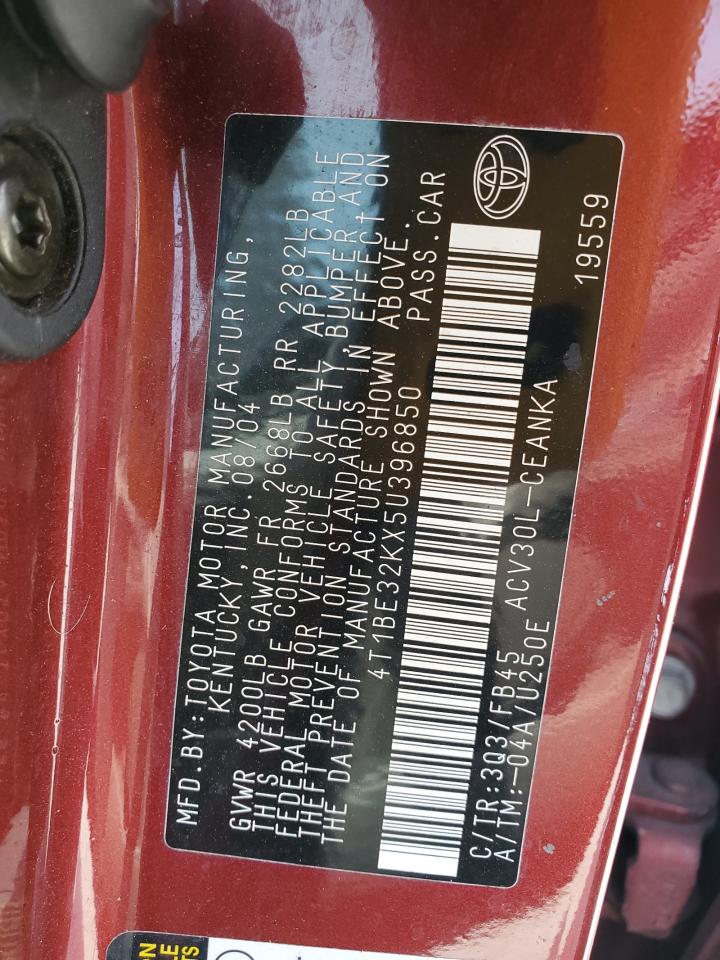 MFD.BY:TOYOTA MOTOR MANUFACTURING,
KENTUCKY, INC. 08/04
GVWR 4200LB GAWR FR 2668LB RR 2282LB
THIS VEHICLE CONFORMS TO ALL APPLICABLE
FEDERAL MOTOR VEHICLE SAFETY,BUMPER,AND
THEFT PREVENTION STANDARDS IN EFFECT ON
THE DATE OF MANUFACTURE SHOWN ABOVE.
4T1BE32KX5U396850 PASS.CAR
C/TR:3Q3/FB45
A/TM:-04A/U250E ACV30L-CEANKA
19559